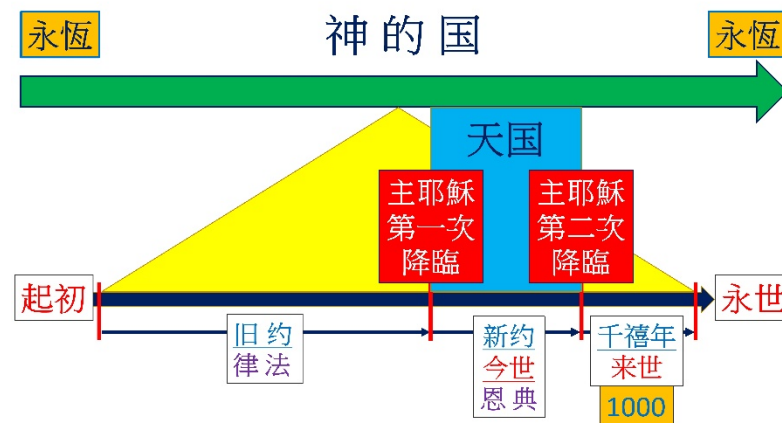 永恆
神的国
永恆
天国
主耶穌
第一次
降臨
主耶穌
第二次
降臨
起初
永世
旧约
律法
新约
今世
恩典
千禧年
来世
1000